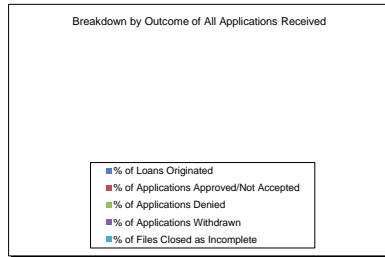 Breakdown by Outcome of All Applications Received
% of Loans Originated
% of Applications Approved/Not Accepted
% of Applications Denied
% of Applications Withdrawn
% of Files Closed as Incomplete